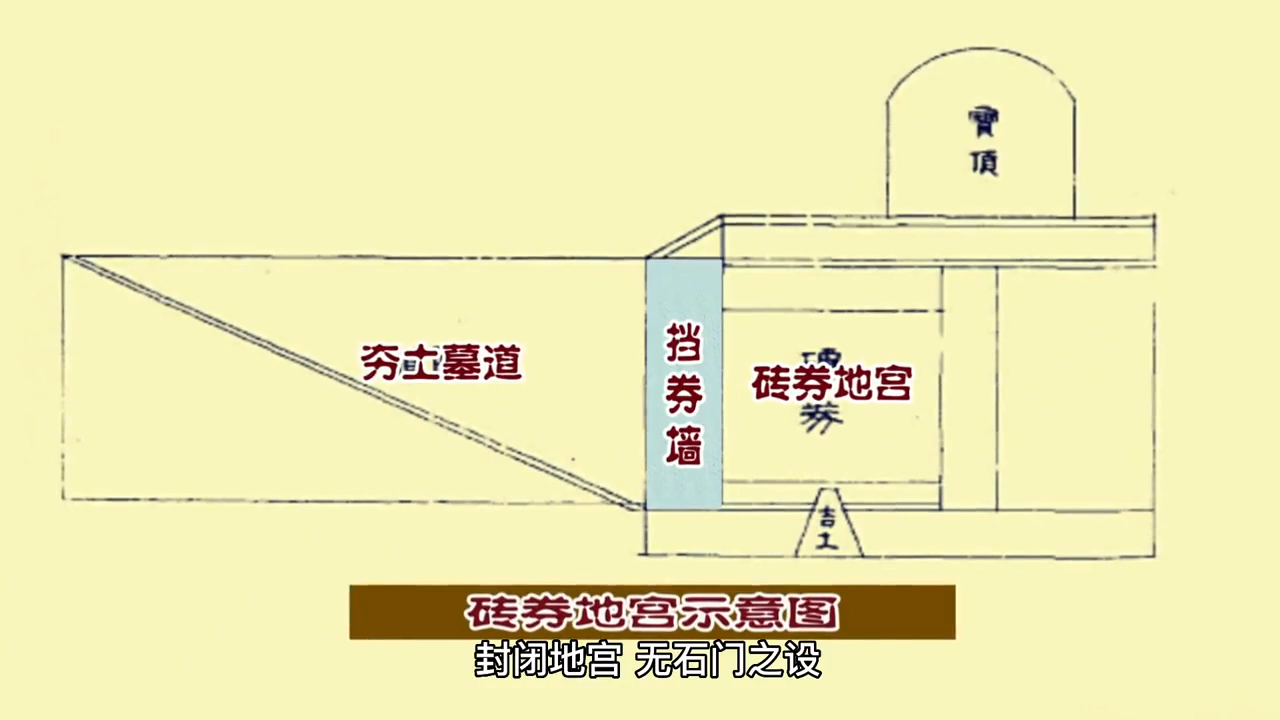 寶頂
夯土墓道
挡券墙
砖券地宫
券
吉土
砖券地宫示意图
封闭地宫 无石门之设